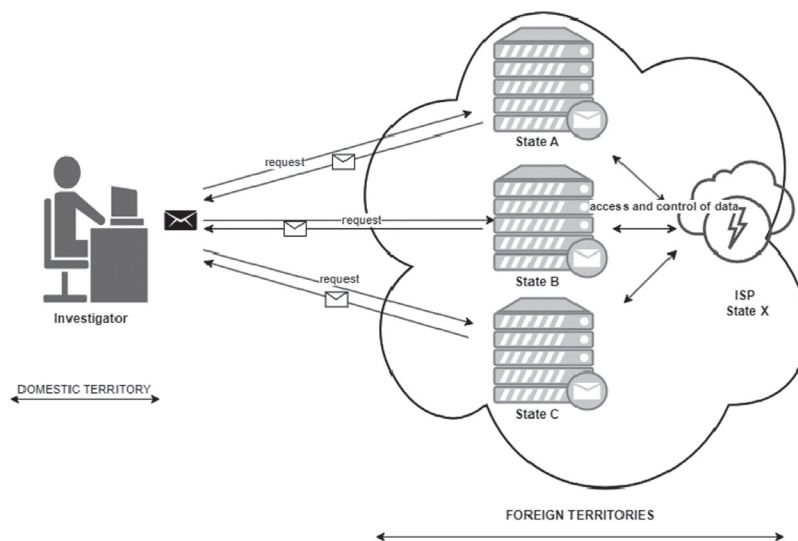 State A
request
request
access and control of data
State B
request
Investigator
ISP
State X
DOMESTIC TERRITORY
State C
FOREIGN TERRITORIES